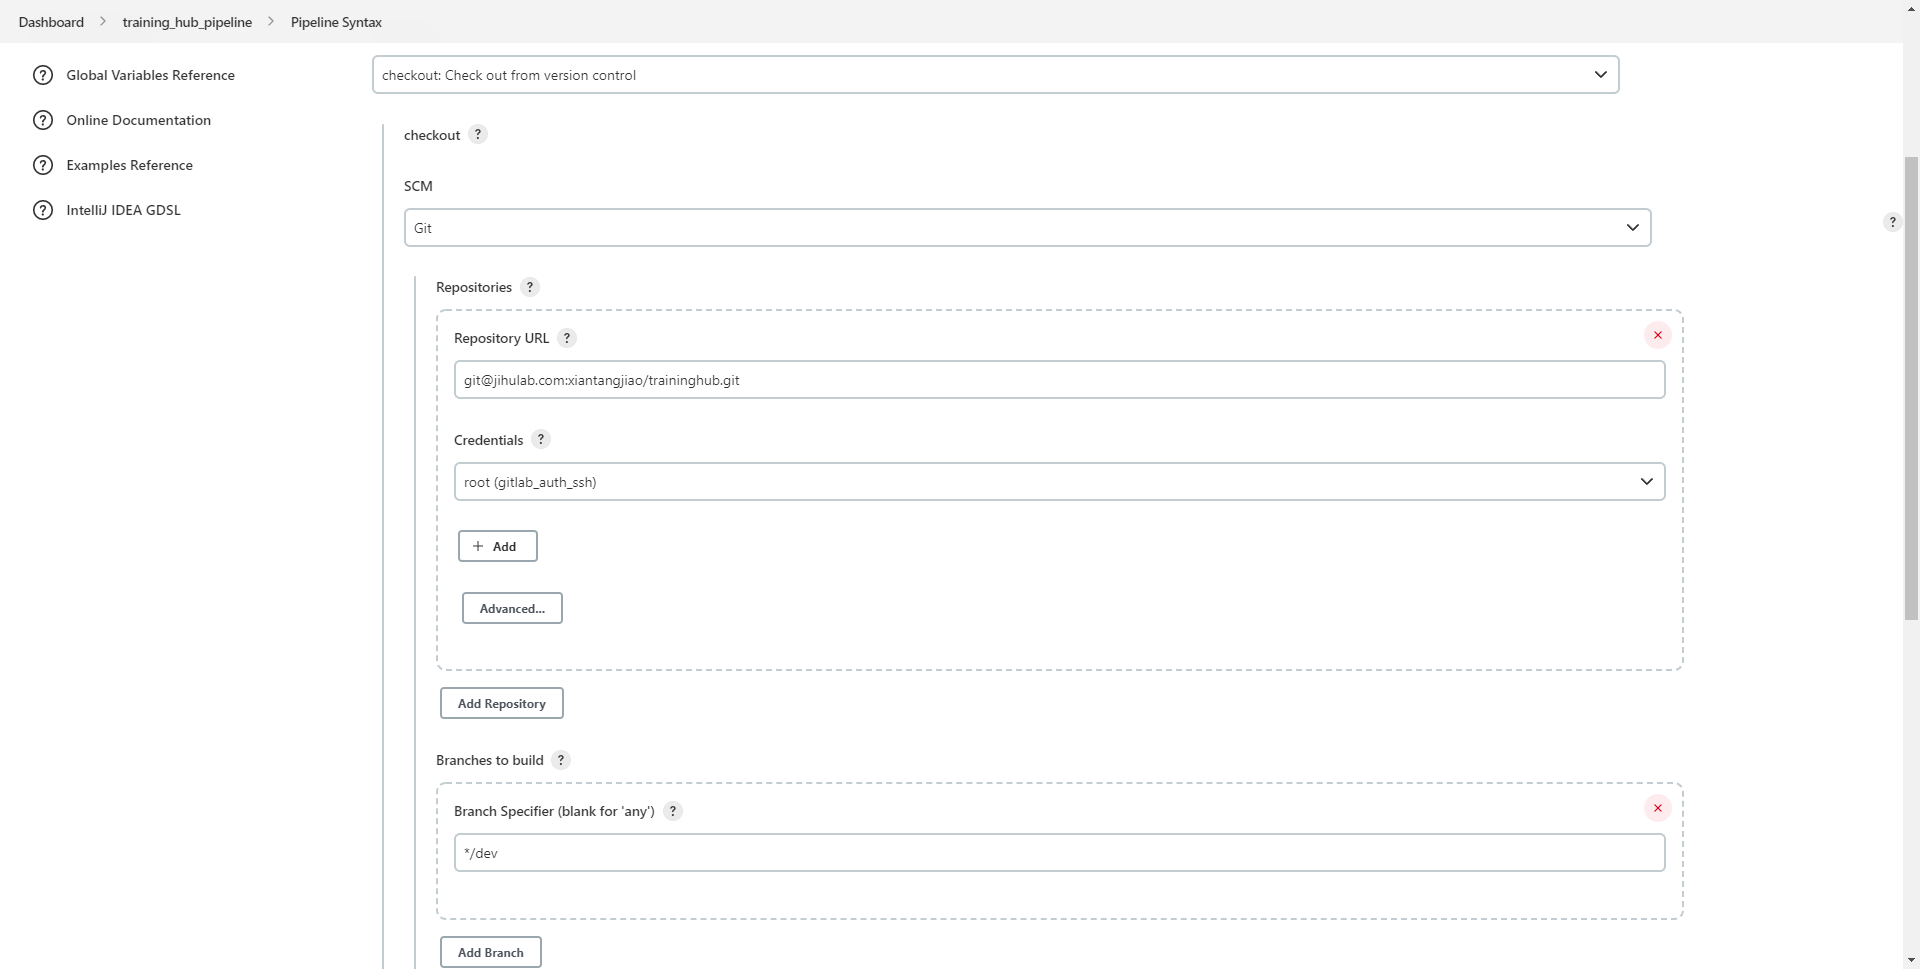 Dashboard > training_hub_pipeline > Pipeline Syntax
? Global Variables Reference
? Online Documentation
? Examples Reference
? IntelliJ IDEA GDSL
checkout: Check out from version control
checkout ?
SCM
Git
?
Repositories ?
Repository URL ?
git@jihulab.com:xiantangjiao/traininghub.git
Credentials ?
root (gitlab_auth_ssh)
+ Add
Advanced...
Add Repository
Branches to build ?
Branch Specifier (blank for 'any') ?
*/dev
Add Branch